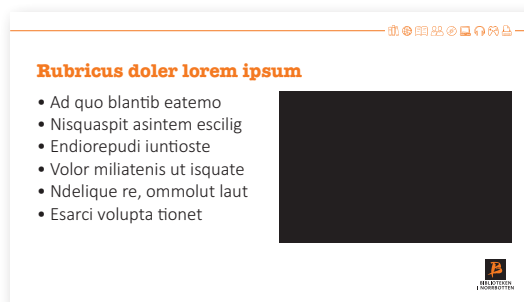 Rubricus doler lorem ipsum
• Ad quo blantib eatemo
• Nisquaspit asintem escilig
• Endiorepudi iuntioste
• Volor miliatenis ut isquate
• Ndelique re, ommolut laut
• Esarci volupta tionet
B
BIBLIOTEKEN
I NORRBOTTEN